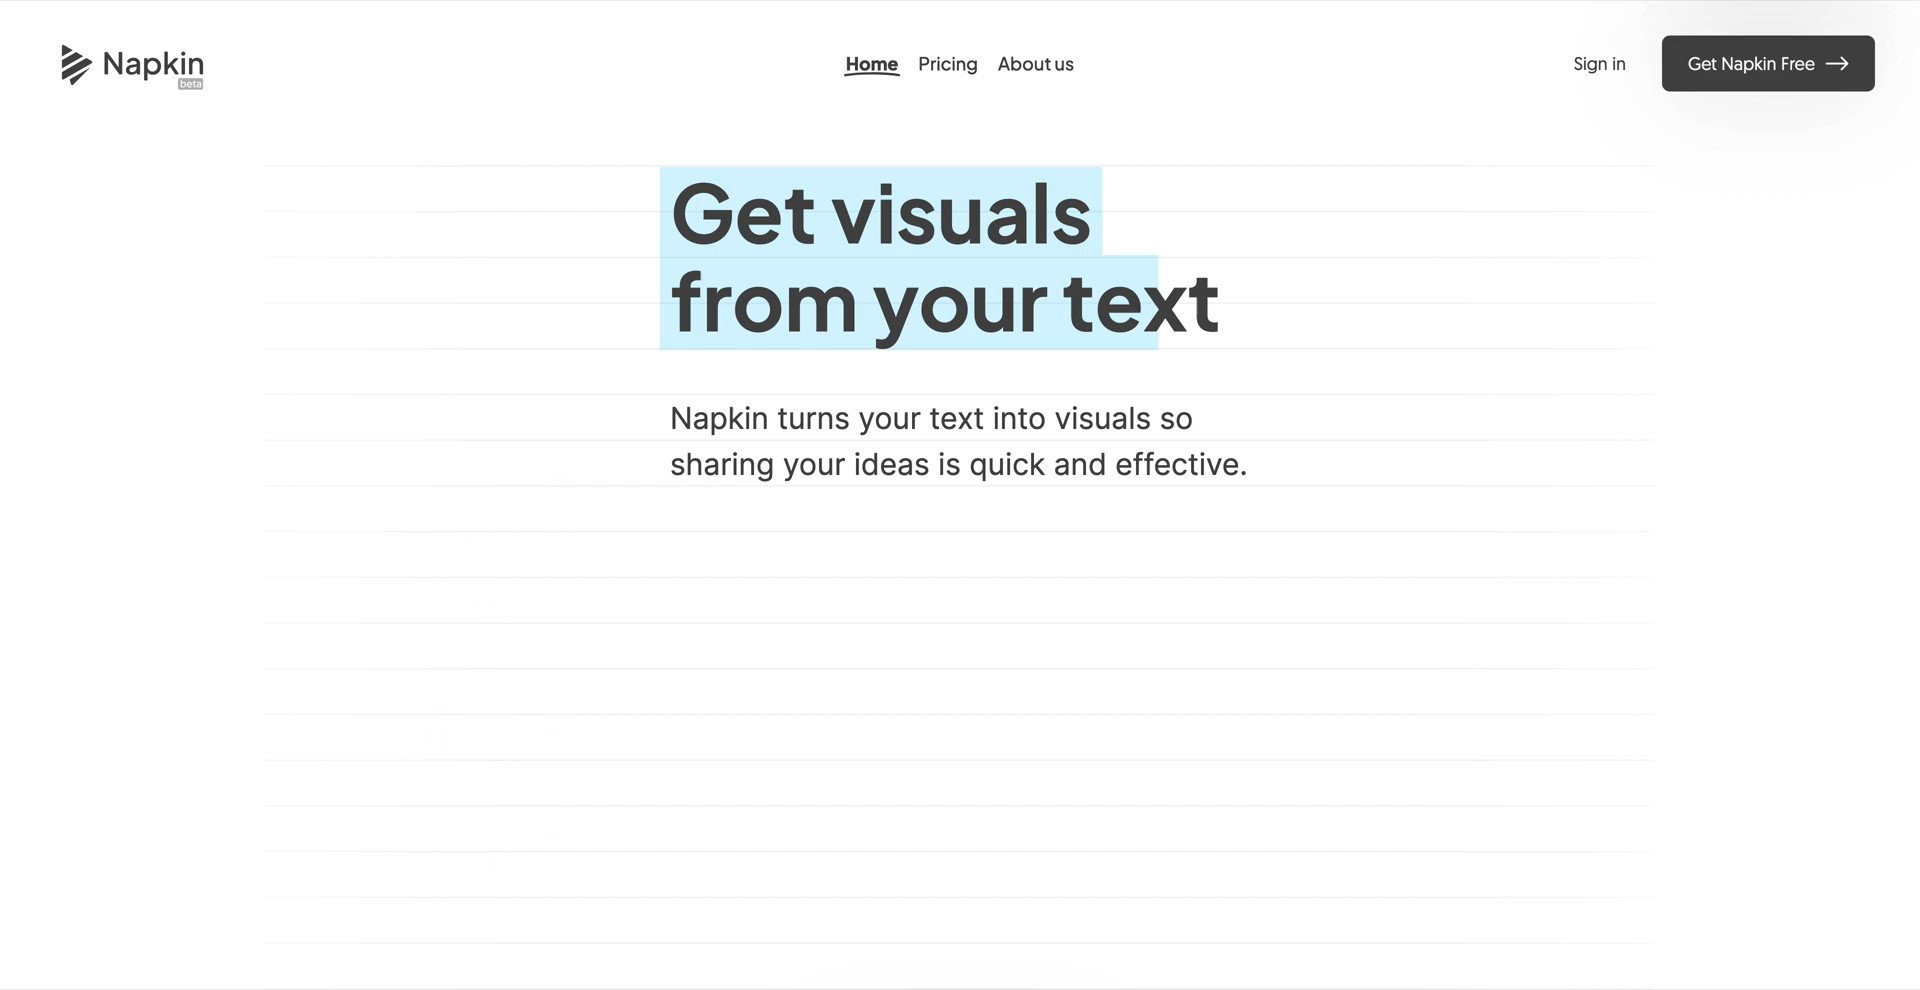 Napkin
beta
Home
Pricing
About us
Sign in
Get Napkin Free
Get visuals
from your text
Napkin turns your text into visuals so
sharing your ideas is quick and effective.